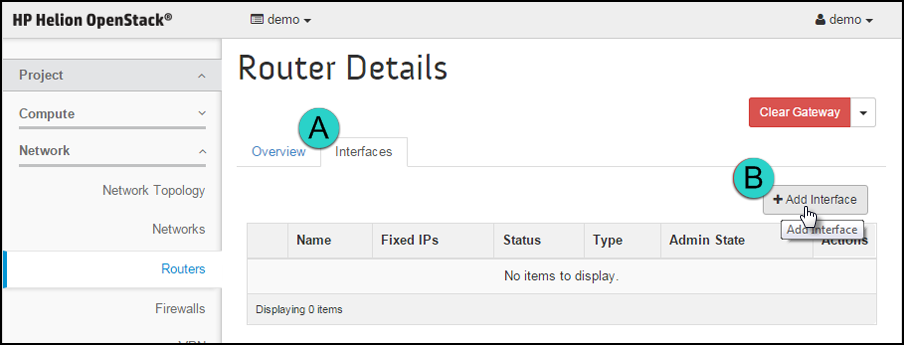 HP Helion OpenStack® demo demo
Project
Router Details
Compute
Clear Gateway
A
Network
Overview Interfaces
B
Network Topology
+ Add Interface
Networks
Add Interface
Name Fixed IPs Status Type Admin State Actions
Routers
No items to display.
Firewalls
Displaying 0 items
VPN